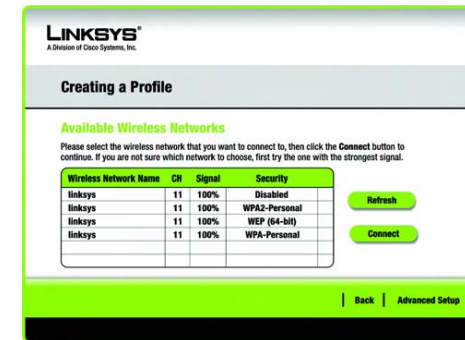 LINKSYS®
A Division of Cisco Systems, Inc.
Creating a Profile
Available Wireless Networks
Please select the wireless network that you want to connect to, then click the Connect button to
continue. If you are not sure which network to choose, first try the one with the strongest signal.
Wireless Network Name CH Signal Security
linksys 11 100% Disabled
linksys 11 100% WPA2-Personal
linksys 11 100% WEP (64-bit)
linksys 11 100% WPA-Personal
Refresh
Connect
Back Advanced Setup